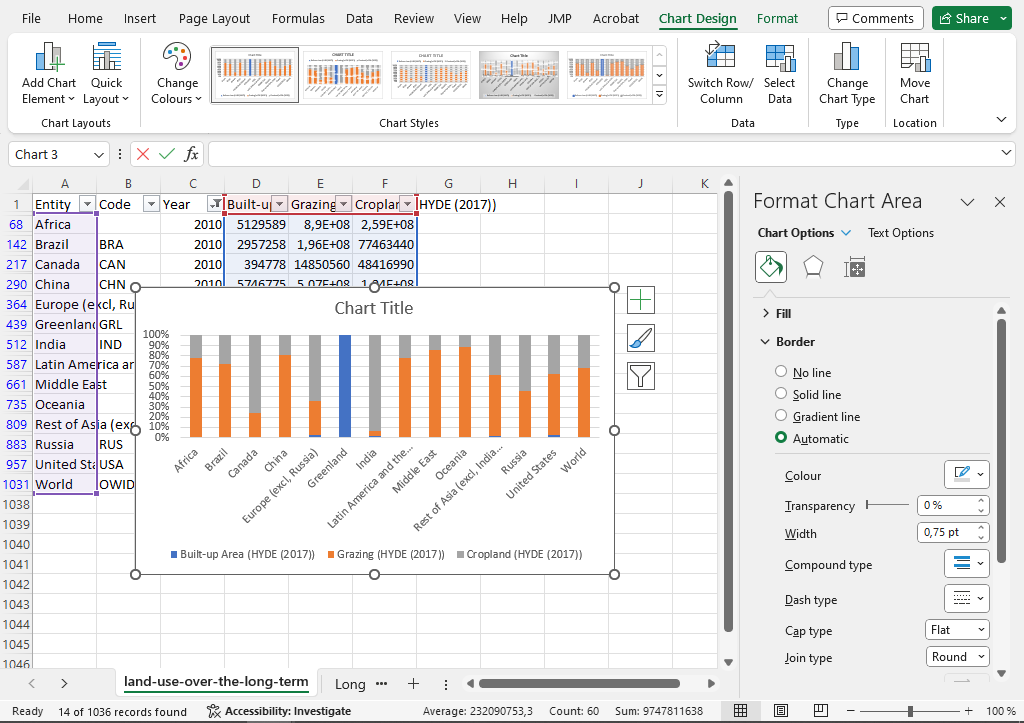 File Home Insert Page Layout Formulas Data Review View Help JMP Acrobat Chart Design Format Comments Share
Add Chart Element
Quick Layout
Change Colours
Switch Row/ Column
Select Data
Change Chart Type
Move Chart
Chart Layouts Chart Styles Data Type Location
Chart 3 fx
A B C D E F G H I J K
1 Entity Code Year Built-up Grazing Croplar HYDE (2017))
68 Africa 2010 5129589 8,9E+08 2,59E+08
142 Brazil BRA 2010 2957258 1,96E+08 77463440
217 Canada CAN 2010 394778 14850560 48416990
290 China CHN 2010 5746775 5,07E+08 1,34E+08
364 Europe (excl, Ru
439 Greenland GRL
512 India IND
587 Latin America ar
661 Middle East
735 Oceania
809 Rest of Asia (exc
883 Russia RUS
957 United Sta USA
1031 World OWID
1038
1039
1040
1041
1042
1043
1044
1045
1046
Chart Title
100%
90%
80%
70%
60%
50%
40%
30%
20%
10%
0%
Africa
Brazil
Canada
China
Europe (excl, Russia)
Greenland
India
Latin America and the...
Middle East
Oceania
Rest of Asia (excl, India...
Russia
United States
World
Built-up Area (HYDE (2017)) Grazing (HYDE (2017)) Cropland (HYDE (2017))
Format Chart Area
Chart Options Text Options
Fill
Border
No line
Solid line
Gradient line
Automatic
Colour
Transparency 0 %
Width 0,75 pt
Compound type
Dash type
Cap type Flat
Join type Round
land-use-over-the-long-term Long ···
Ready 14 of 1036 records found Accessibility: Investigate Average: 232090753,3 Count: 60 Sum: 9747811638 100 %